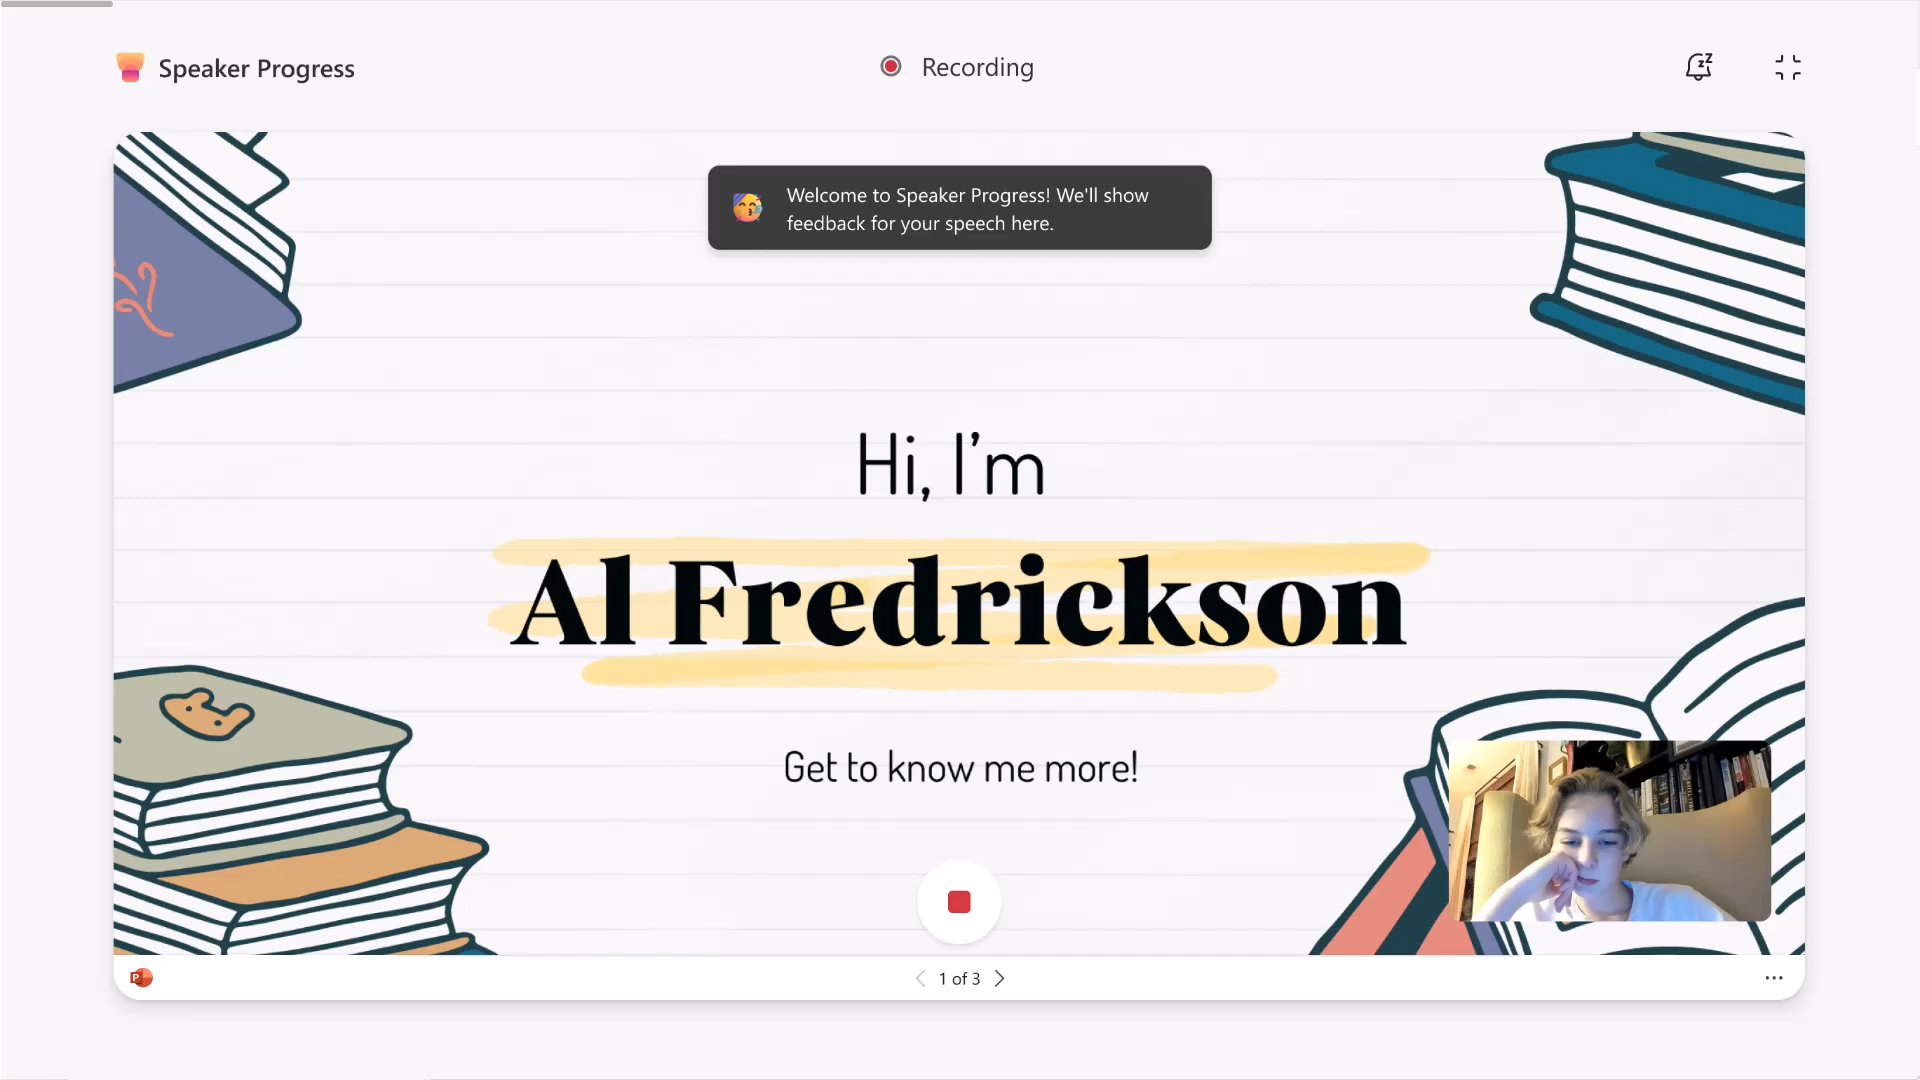 Speaker Progress
Recording
Welcome to Speaker Progress! We'll show
feedback for your speech here.
Hi, I'm
Al Fredrickson
Get to know me more!
1 of 3